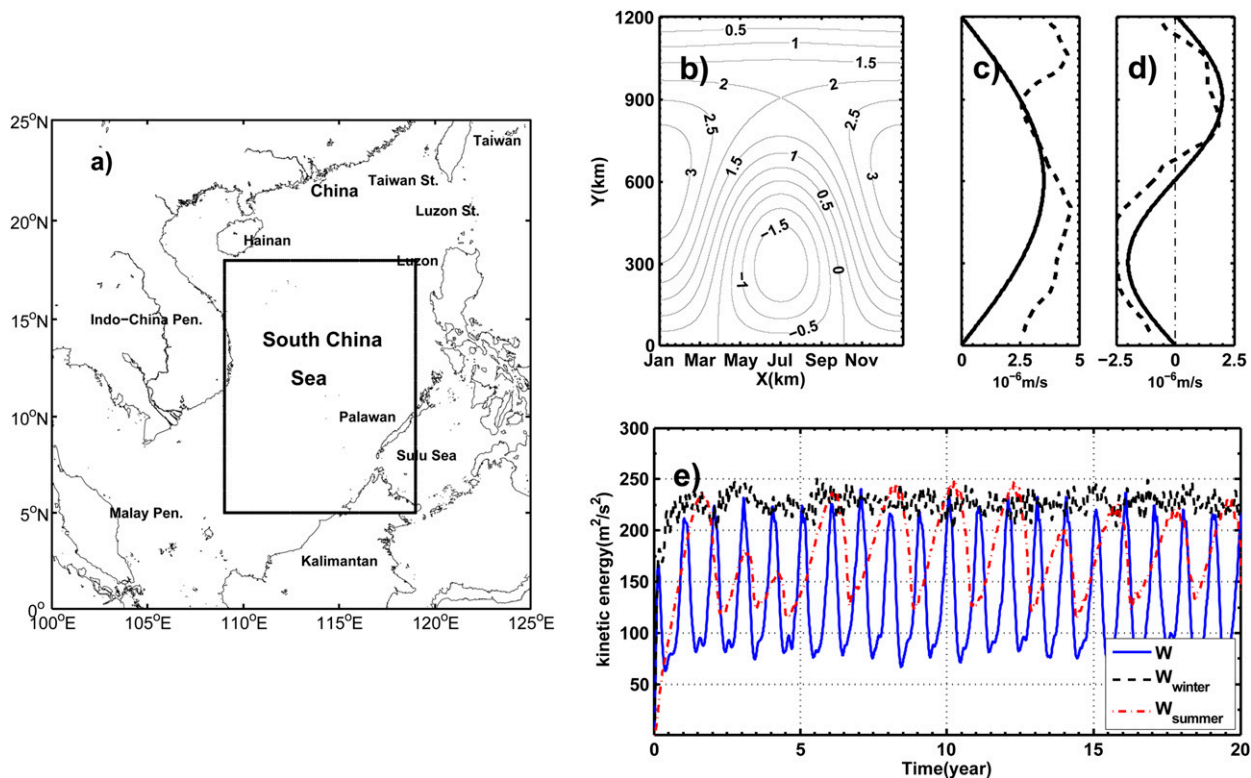 a)
25°N
20°N
15°N
10°N
5°N
0°
100°E
105°E
110°E
115°E
120°E
125°E
Taiwan
Taiwan St.
China
Luzon St.
Hainan
Luzon
Indo−China Pen.
South China
Sea
Palawan
Sulu Sea
Malay Pen.
Kalimantan
b)
Y(km)
1200
900
600
300
0
0.5
1
1.5
2
2.5
2.5
3
3
1.5
1
0.5
−1.5
−1
0
−0.5
Jan Mar May Jul Sep Nov
X(km)
c)
0 2.5 5
10⁻⁶m/s
d)
−2.5 0 2.5
10⁻⁶m/s
e)
kinetic energy(m²/s²)
300
250
200
150
100
50
0 5 10 15 20
Time(year)
W
W winter
W summer